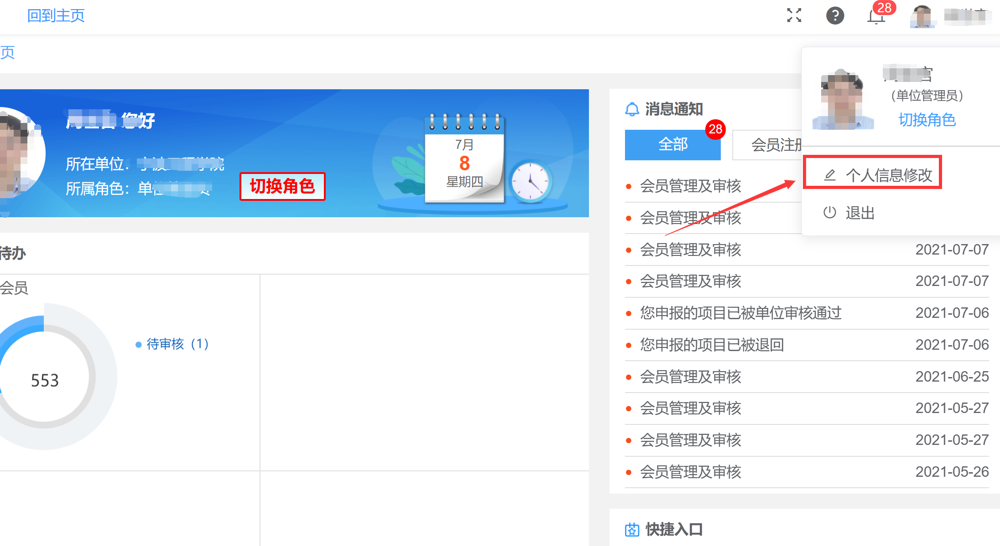 回到主页
28
页
您好
所在单位：
所属角色：
切换角色
7月
8
星期四
消息通知
全部
28
会员注册
（单位管理员）
切换角色
个人信息修改
退出
会员管理及审核
会员管理及审核
会员管理及审核 2021-07-07
会员管理及审核 2021-07-07
您申报的项目已被单位审核通过 2021-07-06
您申报的项目已被退回 2021-07-06
会员管理及审核 2021-06-25
会员管理及审核 2021-05-27
会员管理及审核 2021-05-27
会员管理及审核 2021-05-26
待办
会员
待审核（1）
553
快捷入口